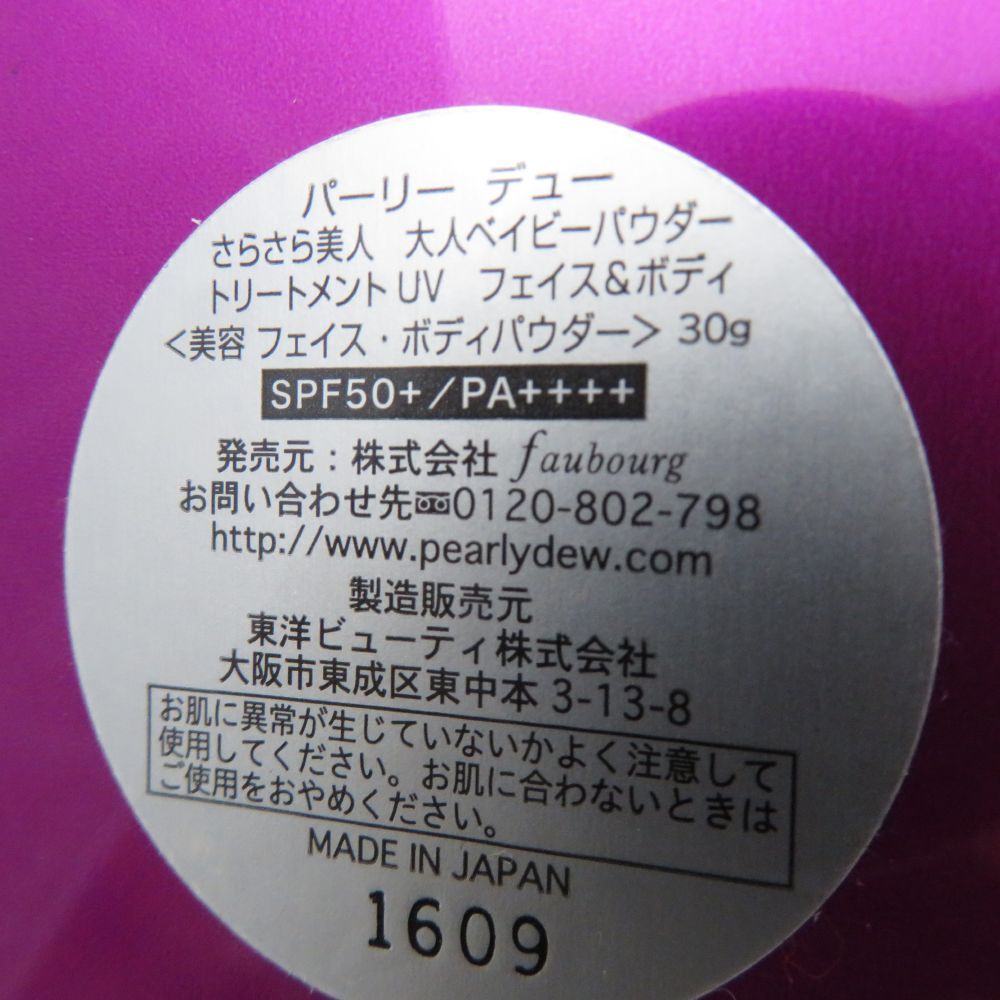 パーリー デュー
さらさら美人 大人ベイビーパウダー
トリートメントUV フェイス&ボディ
<美容 フェイス・ボディパウダー> 30g
SPF50+/PA++++
発売元：株式会社 faubourg
お問い合わせ先 0120-802-798
http://www.pearlydew.com
製造販売元
東洋ビューティ株式会社
大阪市東成区東中本 3-13-8
お肌に異常が生じていないかよく注意して
使用してください。お肌に合わないときは
ご使用をおやめください。
MADE IN JAPAN
1609